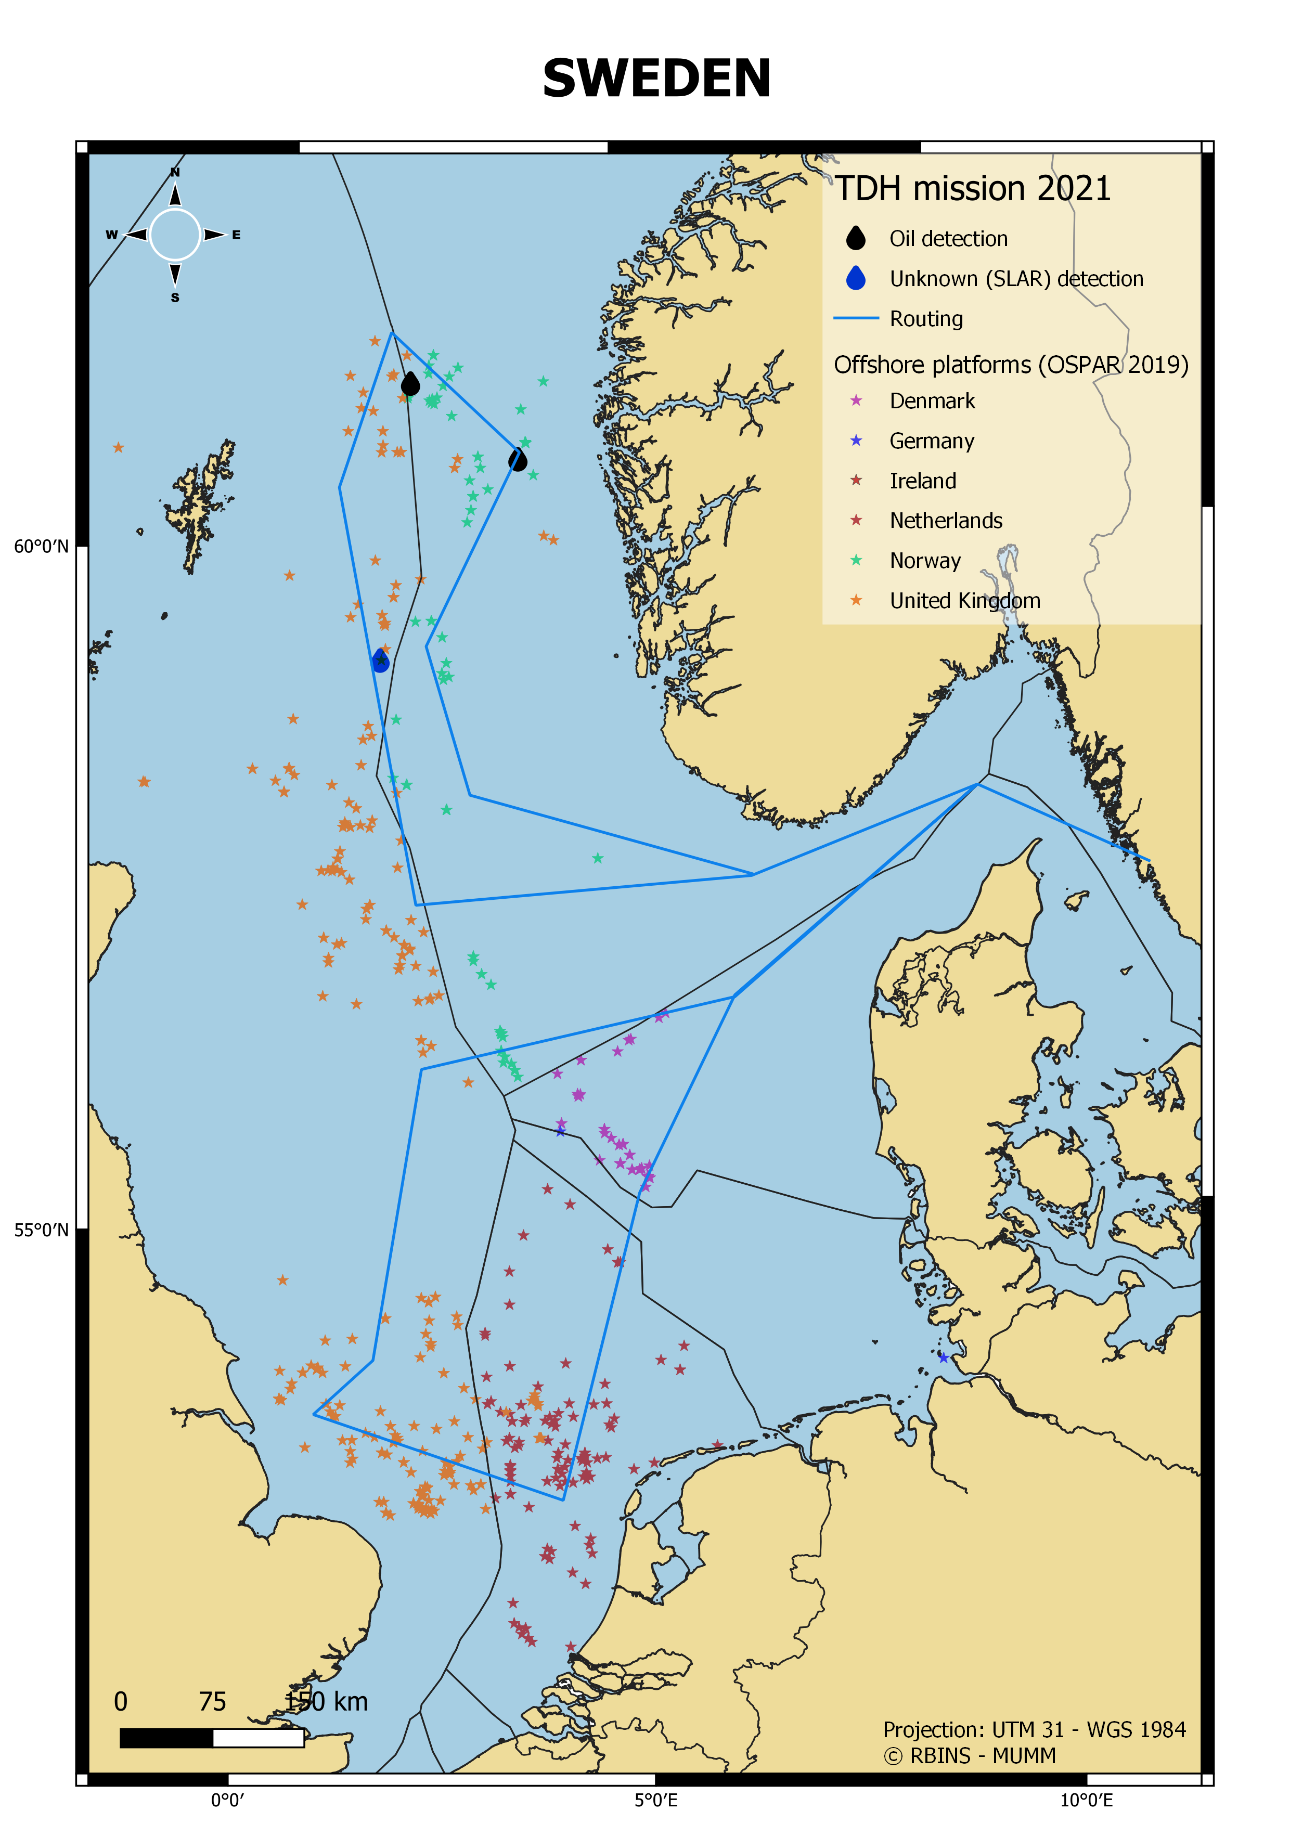 SWEDEN
N
W
E
S
TDH mission 2021
Oil detection
Unknown (SLAR) detection
Routing
Offshore platforms (OSPAR 2019)
Denmark
Germany
Ireland
Netherlands
Norway
United Kingdom
60°0'N
55°0'N
0 75 150 km
Projection: UTM 31 - WGS 1984
© RBINS - MUMM
0°0' 5°0'E 10°0'E